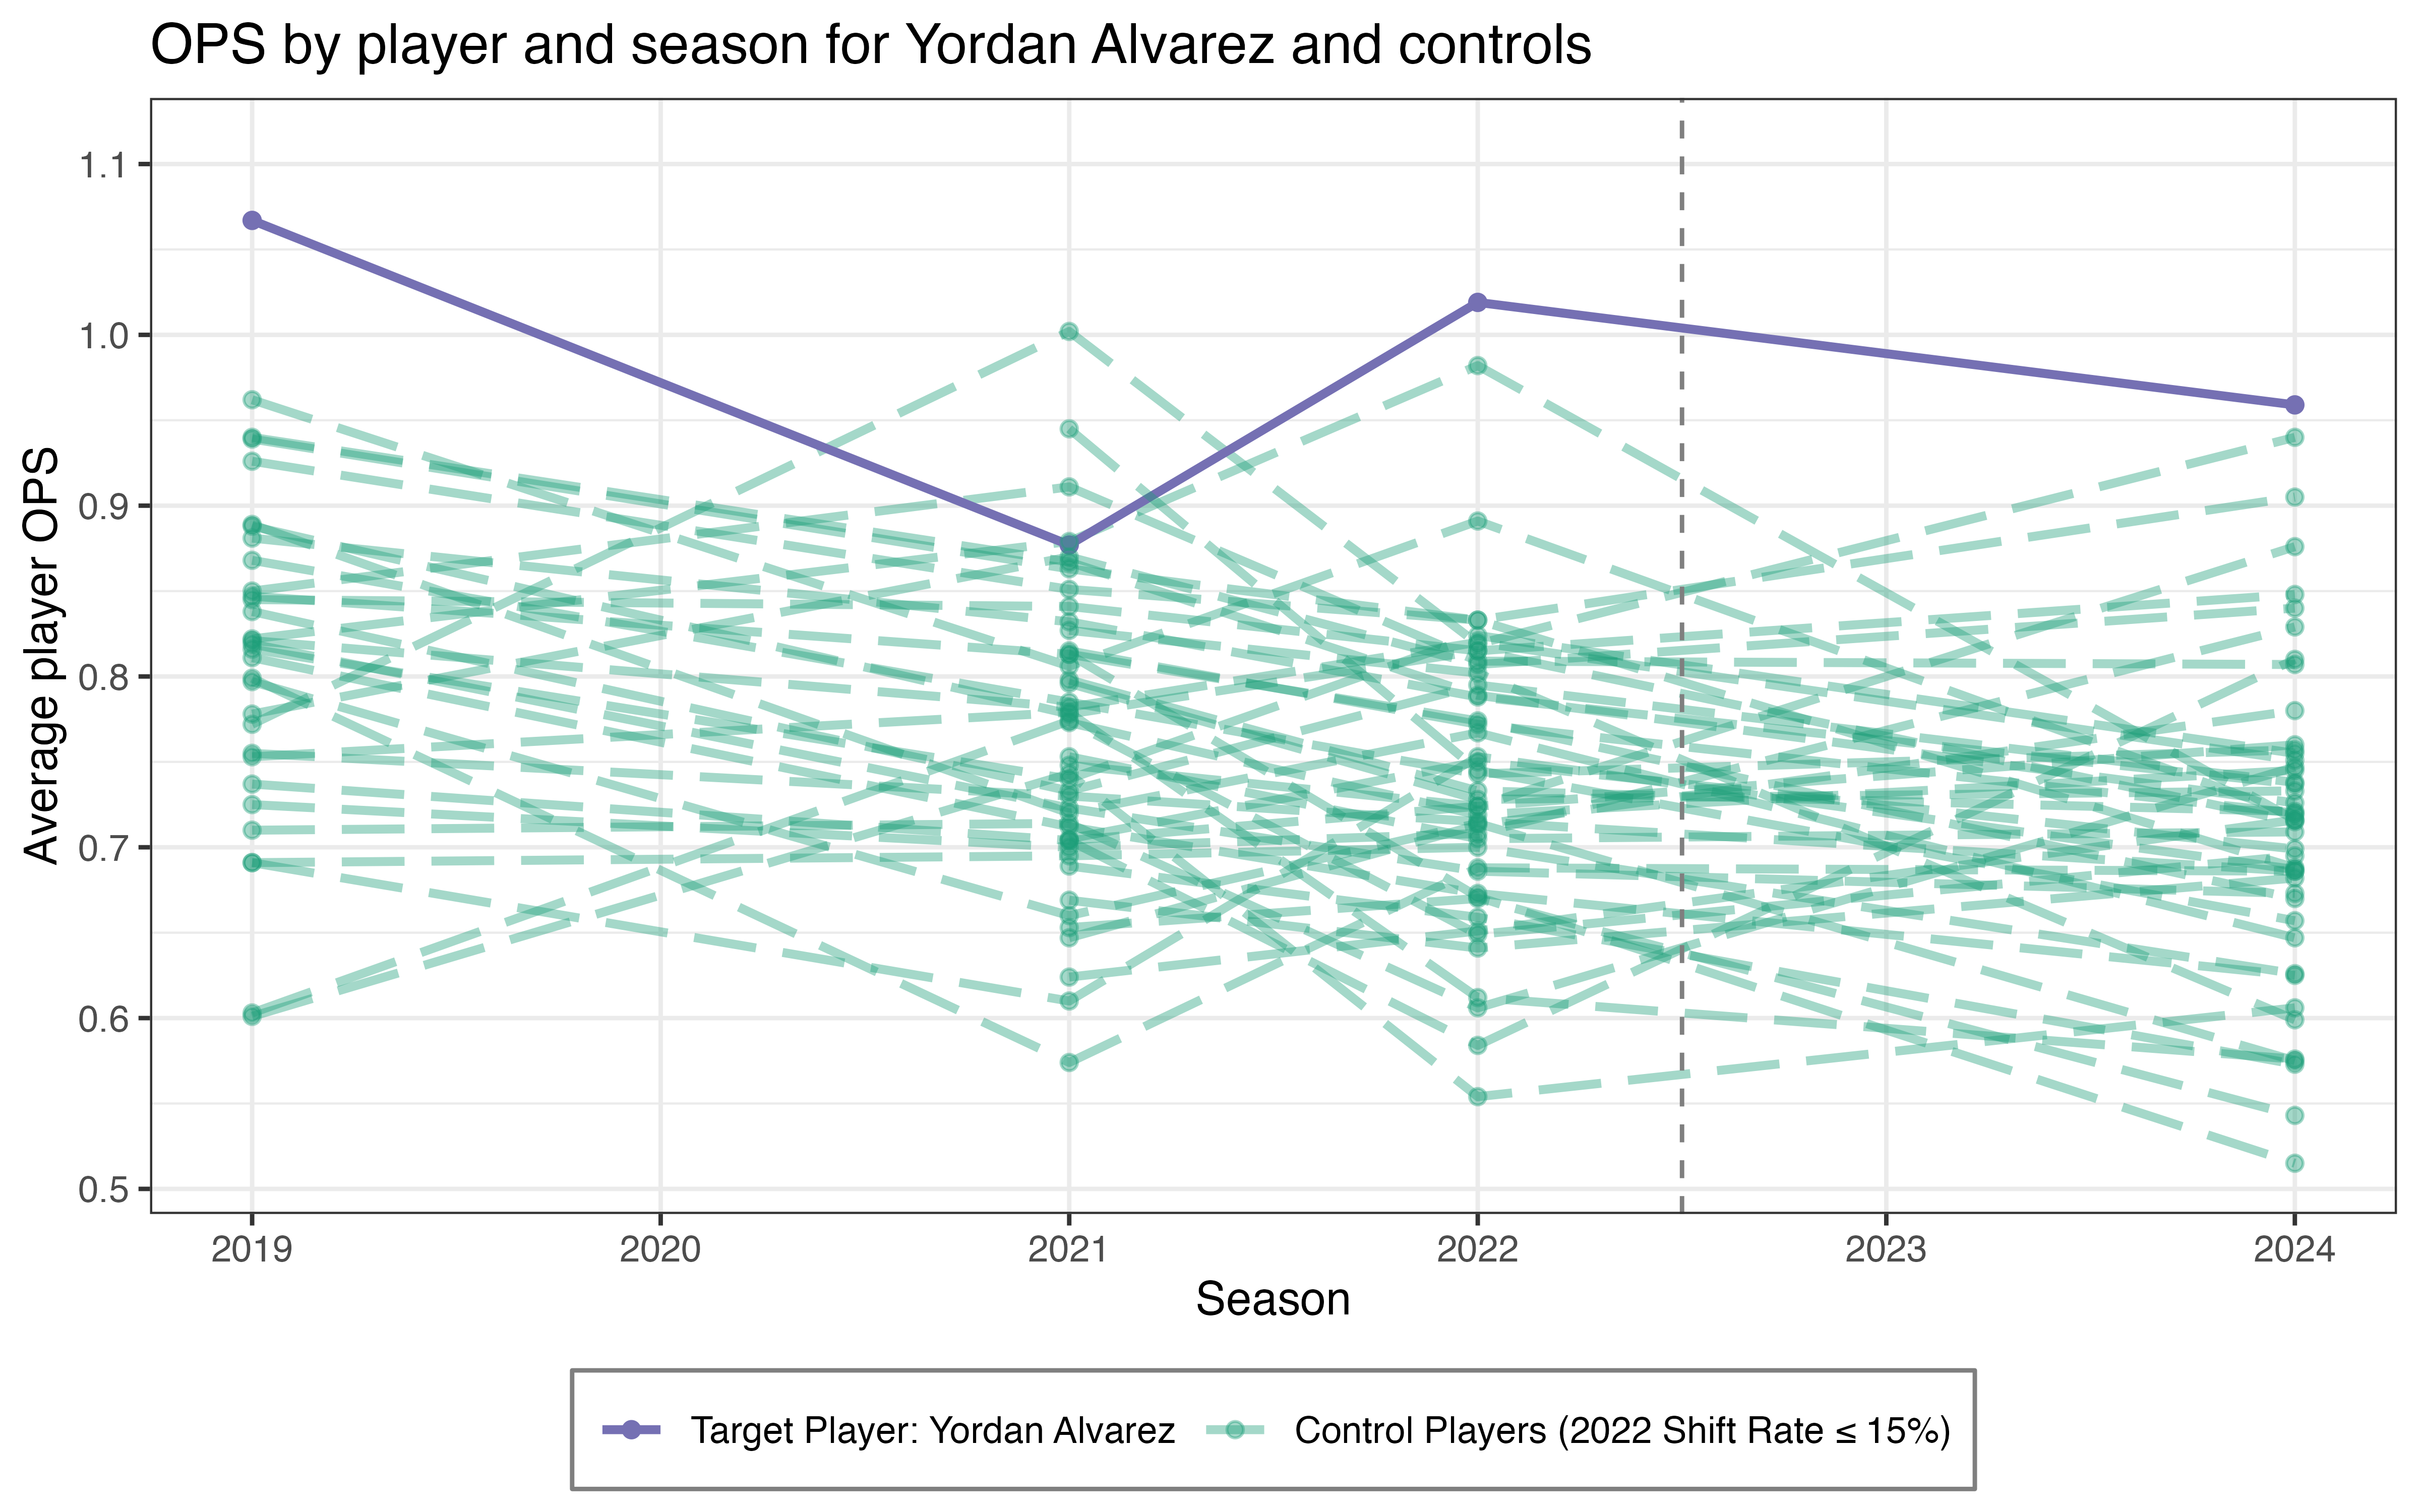 OPS by player and season for Yordan Alvarez and controls
Average player OPS
1.1
1.0
0.9
0.8
0.7
0.6
0.5
2019 2020 2021 2022 2023 2024
Season
Target Player: Yordan Alvarez Control Players (2022 Shift Rate ≤ 15%)